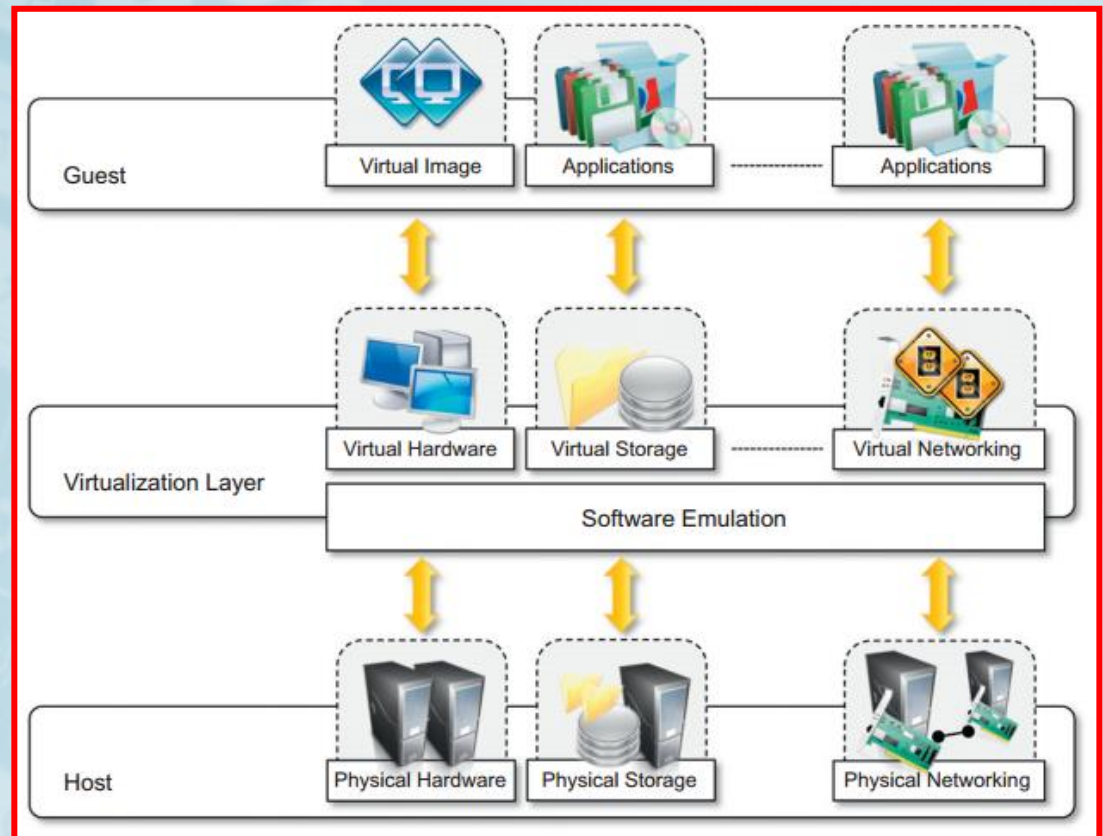 Guest
Virtual Image
Applications
Applications
Virtualization Layer
Virtual Hardware
Virtual Storage
Virtual Networking
Software Emulation
Host
Physical Hardware
Physical Storage
Physical Networking